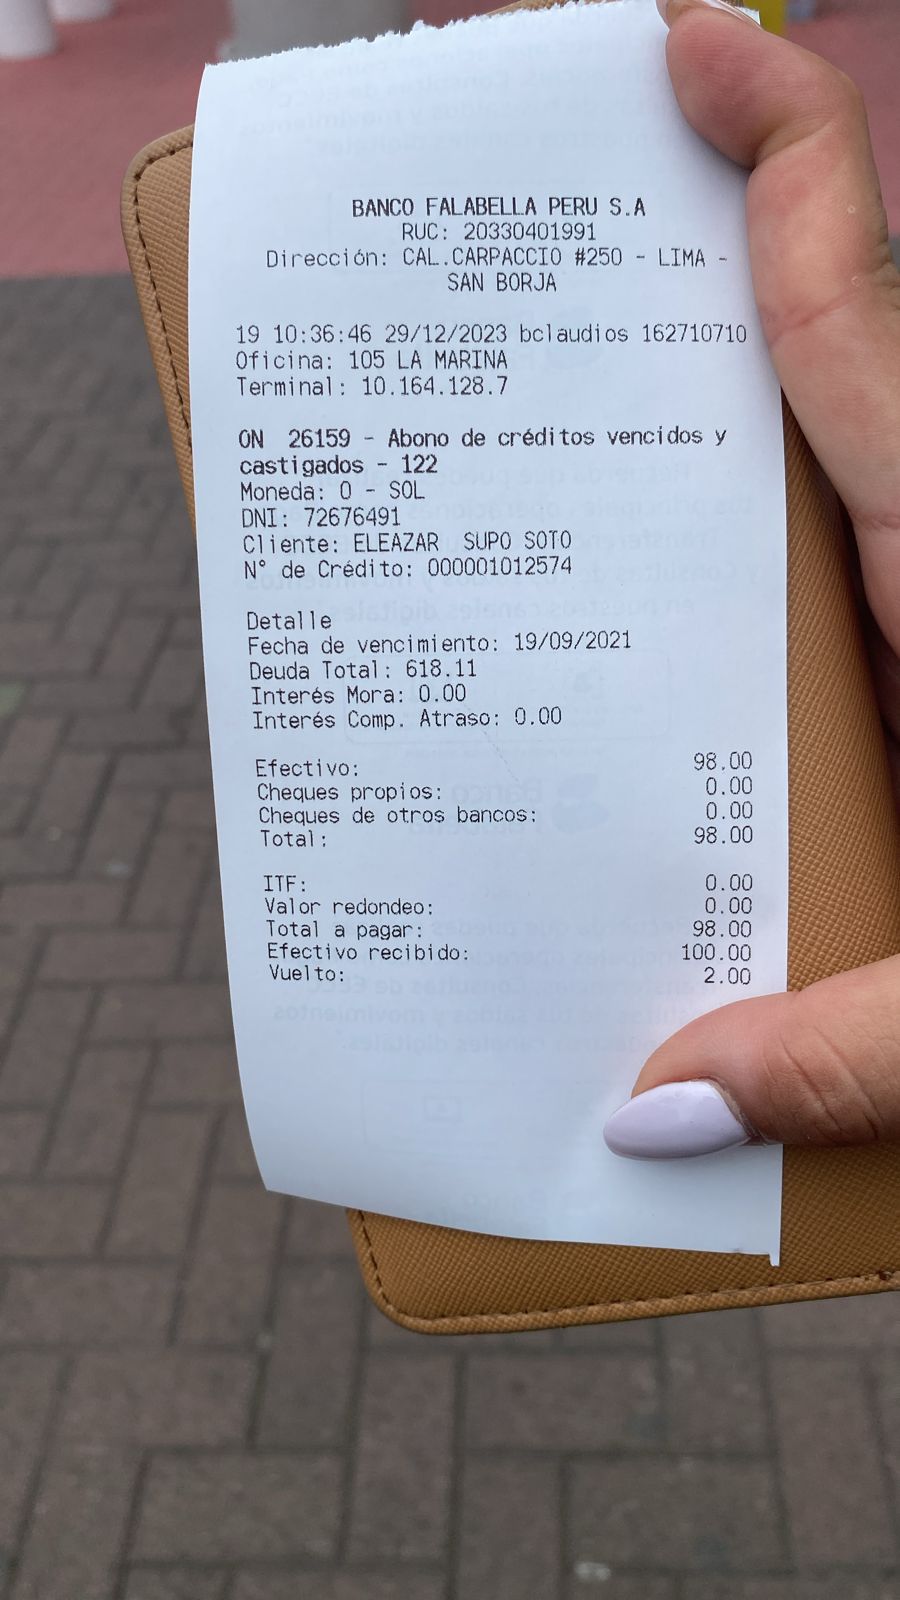 BANCO FALABELLA PERU S.A
RUC: 20330401991
Dirección: CAL.CARPACCIO #250 - LIMA -
SAN BORJA
19 10:36:46 29/12/2023 bclaudios 162710710
Oficina: 105 LA MARINA
Terminal: 10.164.128.7
ON 26159 - Abono de créditos vencidos y
castigados - 122
Moneda: 0 - SOL
DNI: 72676491
Cliente: ELEAZAR SUPO SOTO
N° de Crédito: 000001012574
Detalle
Fecha de vencimiento: 19/09/2021
Deuda Total: 618.11
Interés Mora: 0.00
Interés Comp. Atraso: 0.00
Efectivo: 98.00
Cheques propios: 0.00
Cheques de otros bancos: 0.00
Total: 98.00
ITF: 0.00
Valor redondeo: 0.00
Total a pagar: 98.00
Efectivo recibido: 100.00
Vuelto: 2.00